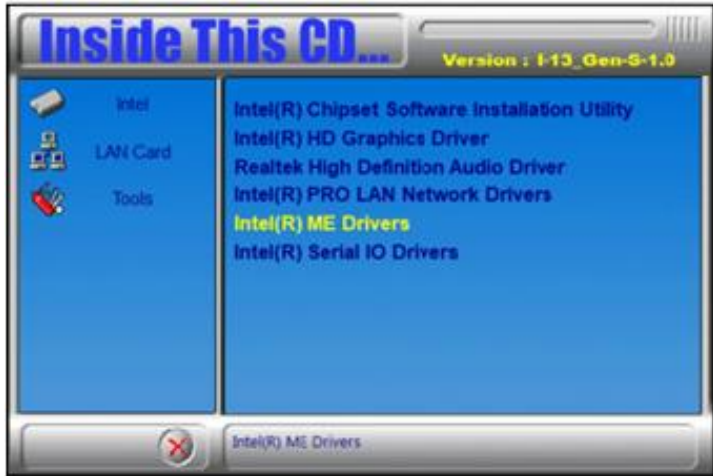 Inside This CD...
Version : I-13_Gen-S-1.0
Intel
LAN Card
Tools
Intel(R) Chipset Software Installation Utility
Intel(R) HD Graphics Driver
Realtek High Definition Audio Driver
Intel(R) PRO LAN Network Drivers
Intel(R) ME Drivers
Intel(R) Serial IO Drivers
Intel(R) ME Drivers